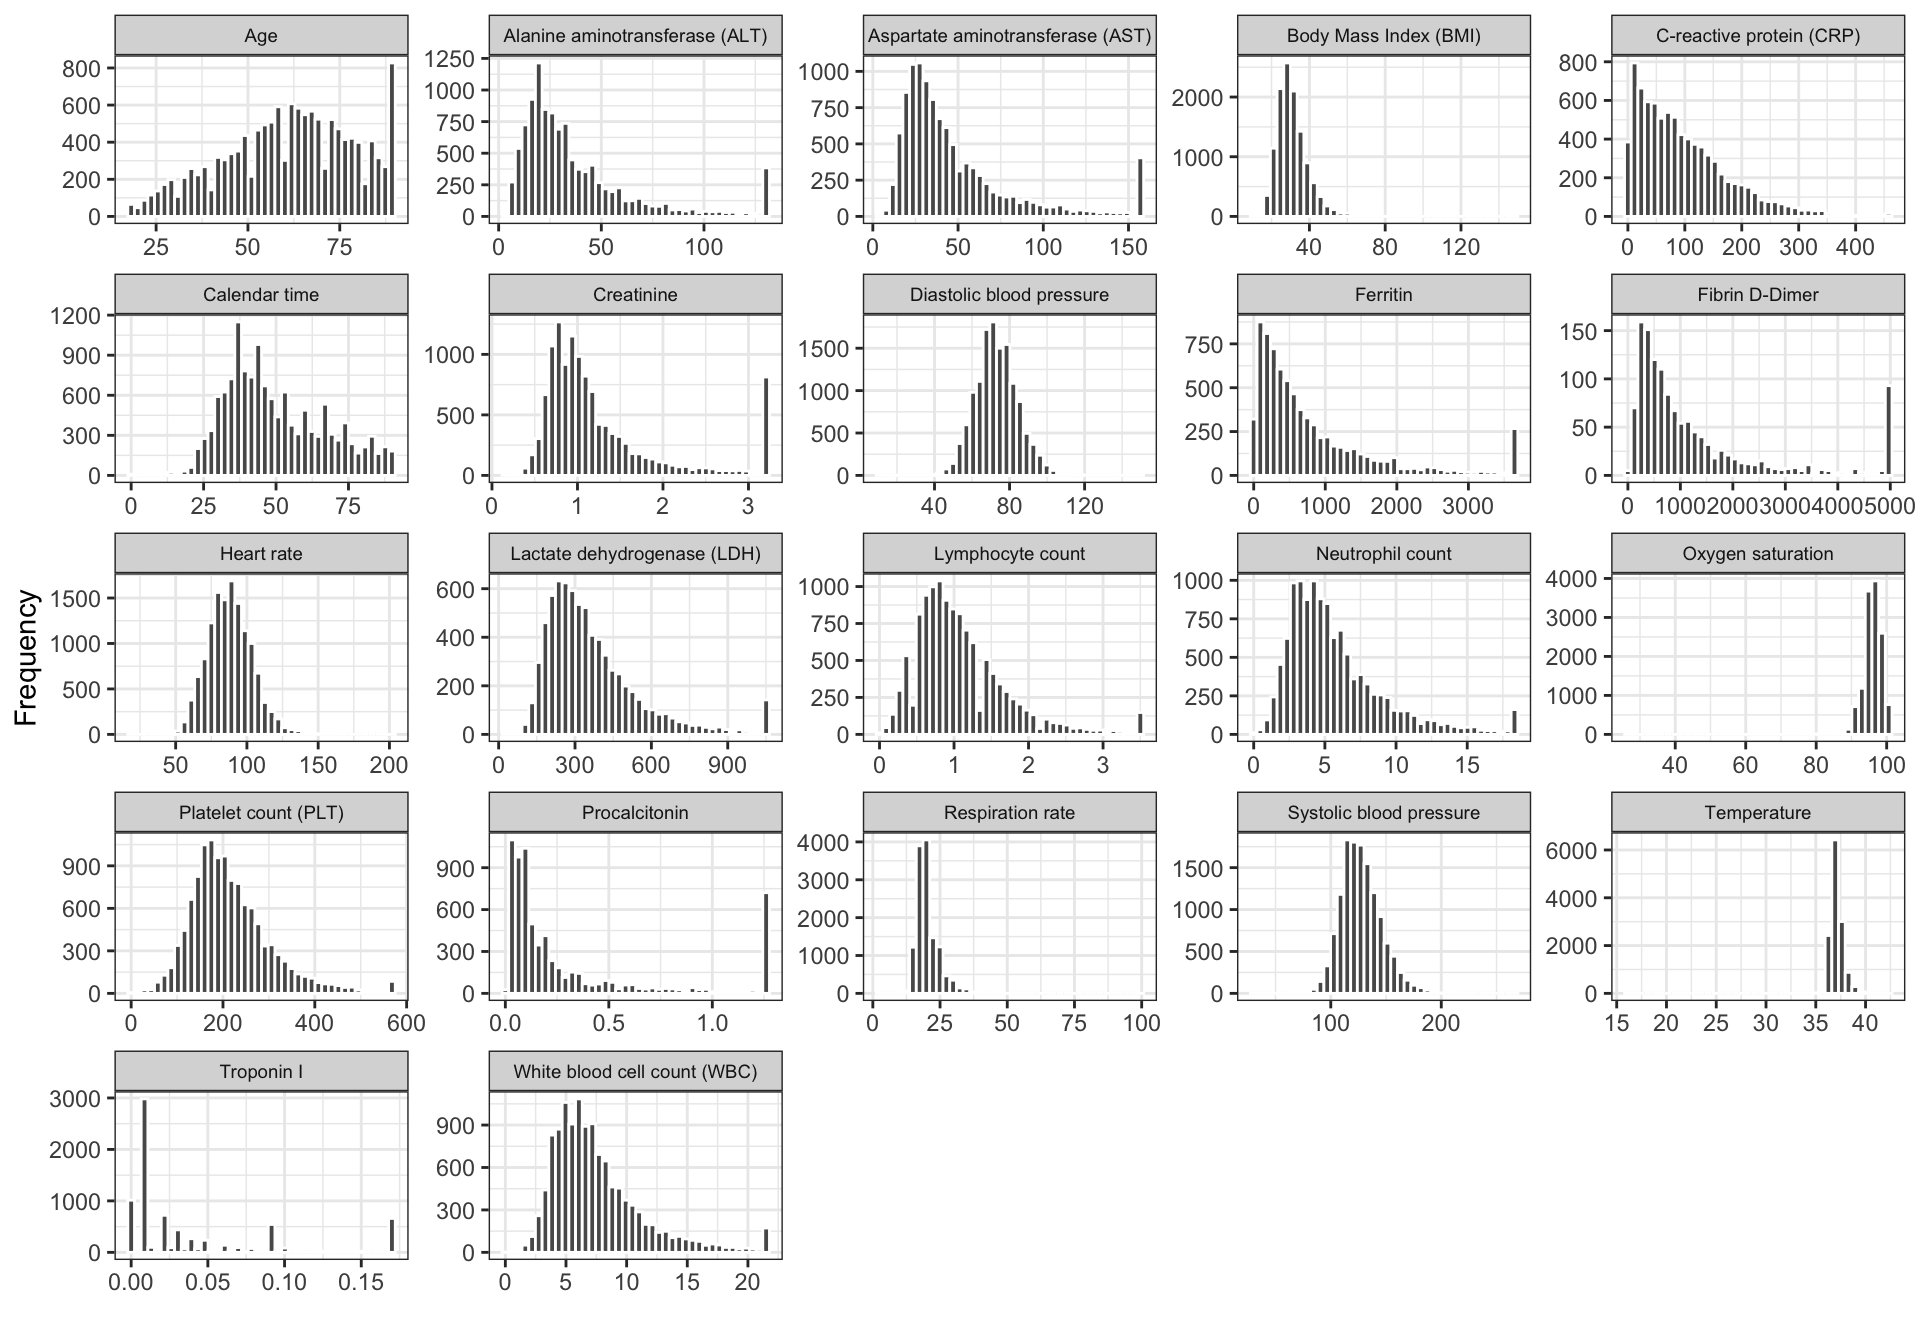 Age Alanine aminotransferase (ALT) Aspartate aminotransferase (AST) Body Mass Index (BMI) C-reactive protein (CRP)
800 600 400 200 0
1250 1000 750 500 250 0
1000 750 500 250 0
2000 1000 0
800 600 400 200 0
25 50 75 0 50 100 0 50 100 150 40 80 120 0 100 200 300 400
Calendar time Creatinine Diastolic blood pressure Ferritin Fibrin D-Dimer
1200 900 600 300 0
1000 500 0
1500 1000 500 0
750 500 250 0
150 100 50 0
0 25 50 75 0 1 2 3 40 80 120 0 1000 2000 3000 0 1000 2000 3000 4000 5000
Heart rate Lactate dehydrogenase (LDH) Lymphocyte count Neutrophil count Oxygen saturation
1500 1000 500 0
600 400 200 0
1000 750 500 250 0
1000 750 500 250 0
4000 3000 2000 1000 0
50 100 150 200 0 300 600 900 0 1 2 3 0 5 10 15 40 60 80 100
Frequency
Platelet count (PLT) Procalcitonin Respiration rate Systolic blood pressure Temperature
900 600 300 0
900 600 300 0
4000 3000 2000 1000 0
1500 1000 500 0
6000 4000 2000 0
0 200 400 600 0.0 0.5 1.0 0 25 50 75 100 100 200 15 20 25 30 35 40
Troponin I White blood cell count (WBC)
3000 2000 1000 0
900 600 300 0
0.00 0.05 0.10 0.15 0 5 10 15 20